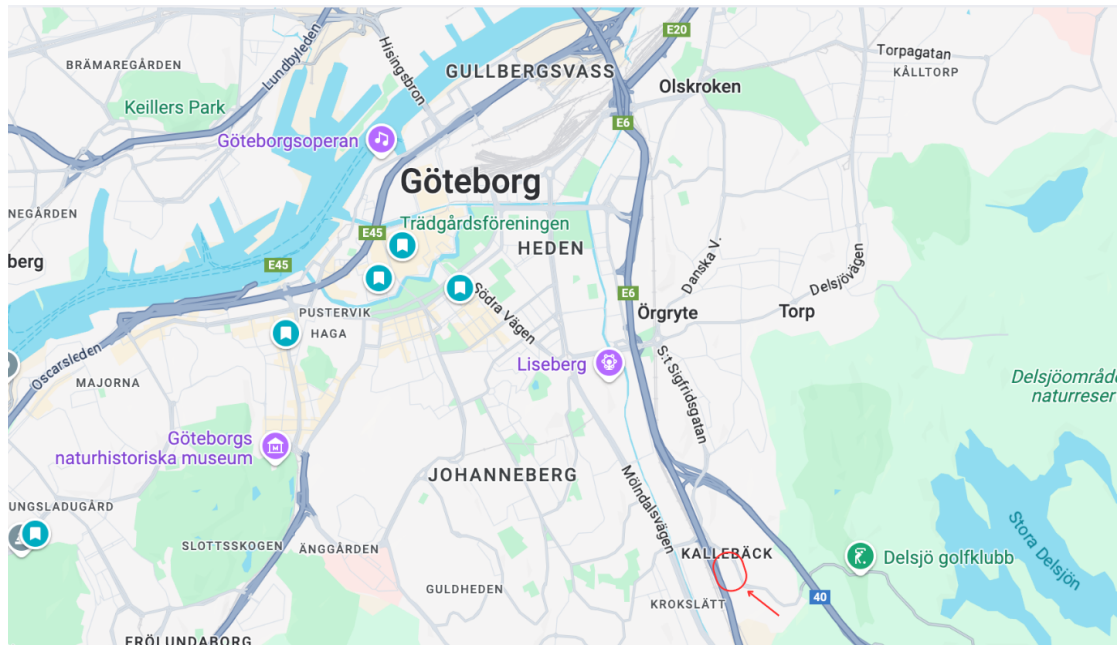 E20
Torpagatan
KÅLLTORP
BRÄMAREGÅRDEN
Lundbyleden
Hisingsbron
GULLBERGSVASS
Olskroken
Keillers Park
Göteborgsoperan
E6
Göteborg
NEGÅRDEN
Trädgårdsföreningen
E45
HEDEN
berg
E45
Danska V.
Delsjövägen
E6
Södra Vägen
PUSTERVIK
HAGA
Örgryte
Torp
Oscarsleden
Liseberg
S:t Sigfridsgatan
MAJORNA
Delsjöområde
naturreser
Göteborgs
naturhistoriska museum
JOHANNEBERG
Mölndalsvägen
UNGSLADUGÅRD
SLOTTSSKOGEN
ÄNGGÅRDEN
KALLEBÄCK
Delsjö golfklubb
Stora Delsjön
GULDHEDEN
KROKSLÄTT
40
FRÖLUNDABORG